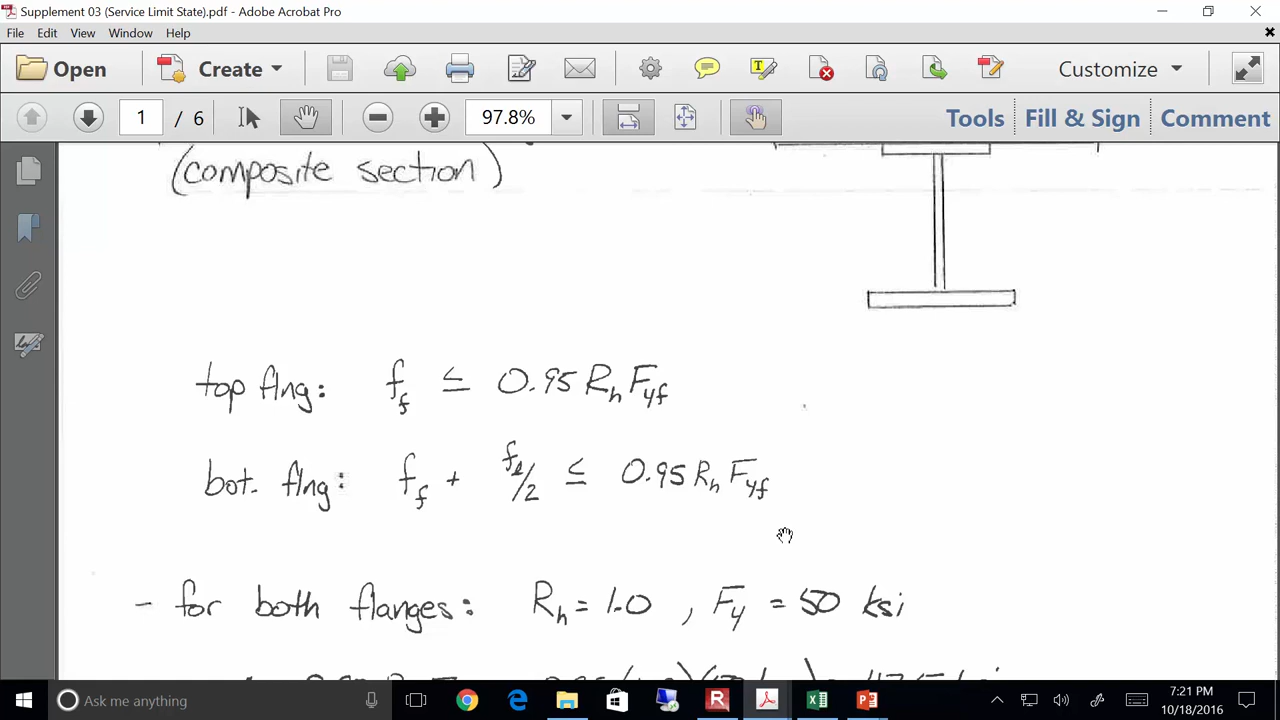 Supplement 03 (Service Limit State).pdf - Adobe Acrobat Pro
File Edit View Window Help
Open Create Customize
1 / 6 97.8% Tools Fill & Sign Comment
(composite section)
top flng: f_f ≤ 0.95 R_h F_yf
bot. flng: f_f + f_l/2 ≤ 0.95 R_h F_yf
- for both flanges: R_h = 1.0 , F_y = 50 ksi
Ask me anything
7:21 PM
10/18/2016